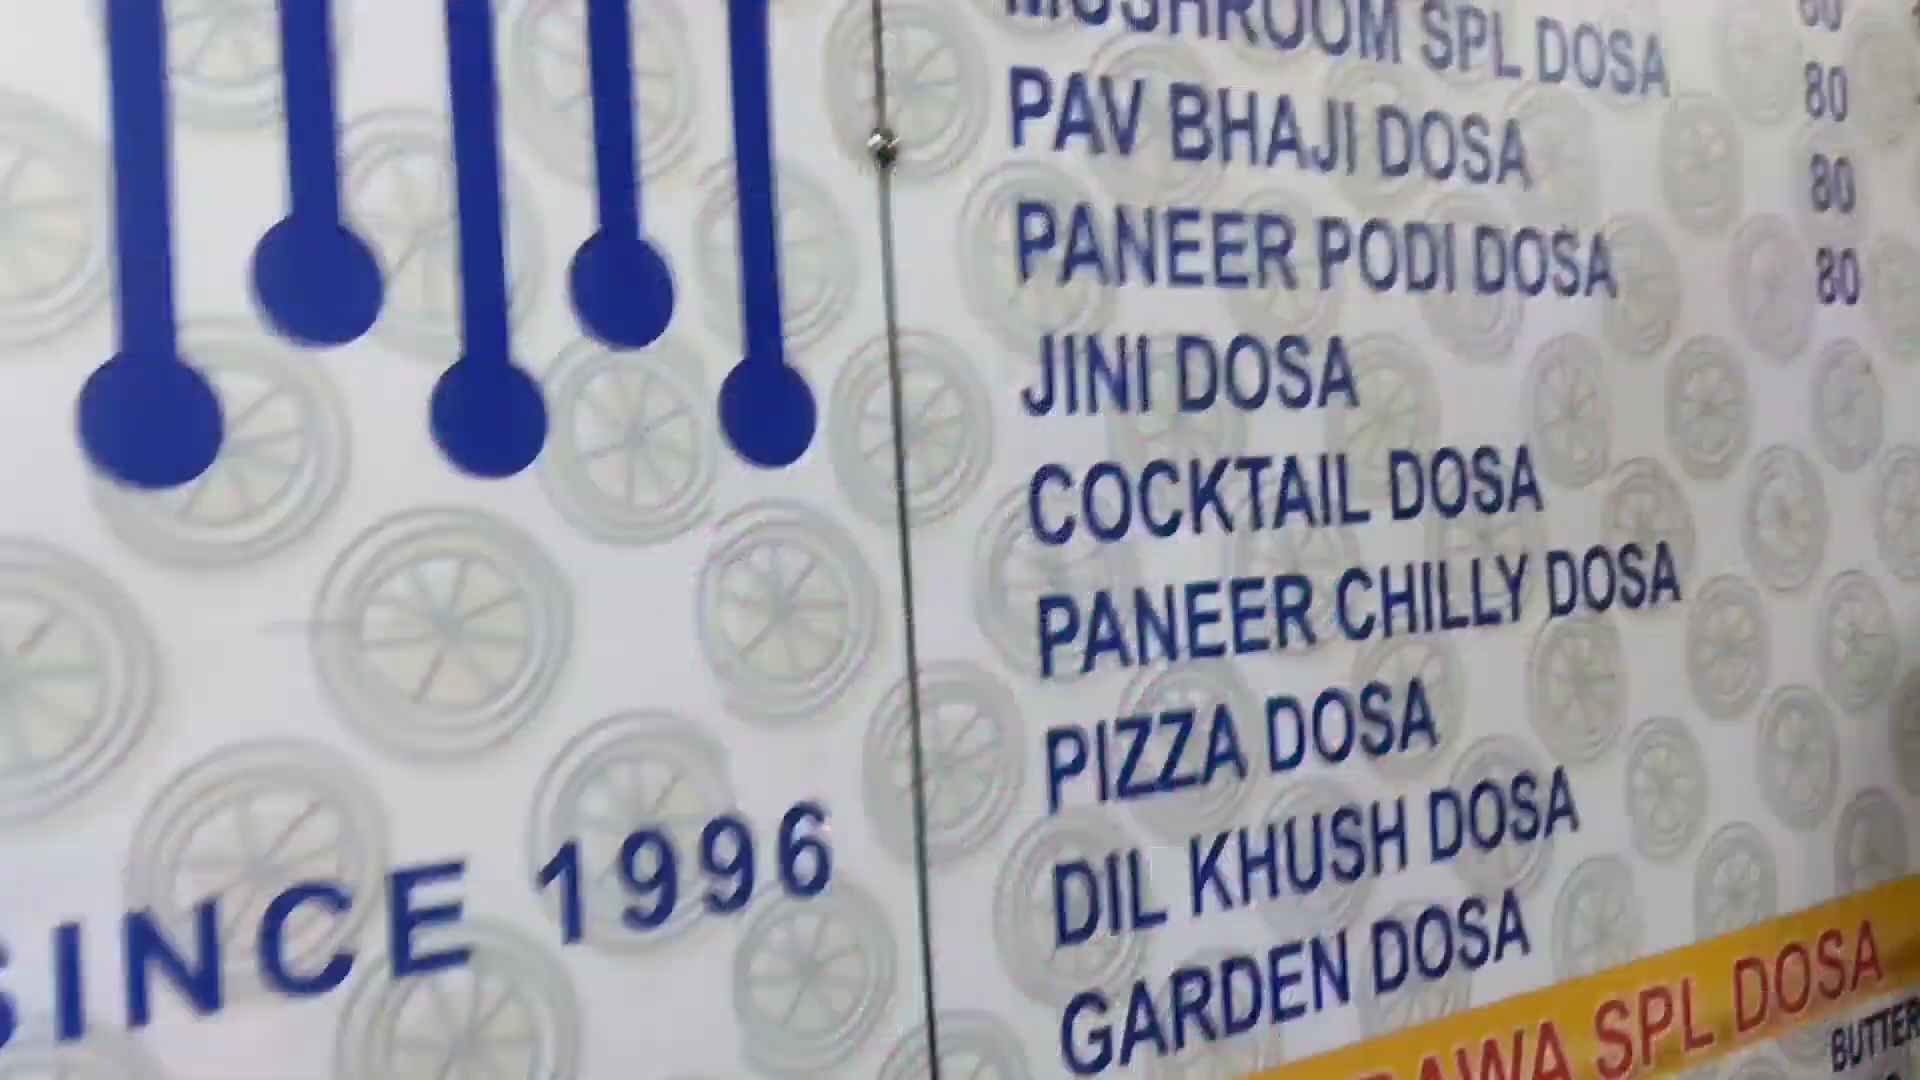 SINCE 1996
MUSHROOM SPL DOSA
PAV BHAJI DOSA 80
PANEER PODI DOSA 80
JINI DOSA 80
COCKTAIL DOSA
PANEER CHILLY DOSA
PIZZA DOSA
DIL KHUSH DOSA
GARDEN DOSA
SPL DOSA
BUTTER